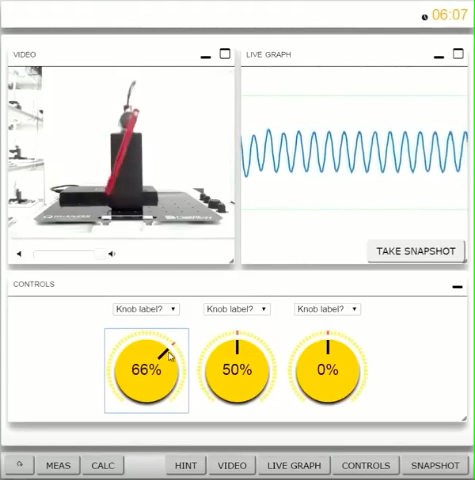 06:07
VIDEO
LIVE GRAPH
TAKE SNAPSHOT
CONTROLS
Knob label? Knob label? Knob label?
66% 50% 0%
MEAS CALC HINT VIDEO LIVE GRAPH CONTROLS SNAPSHOT